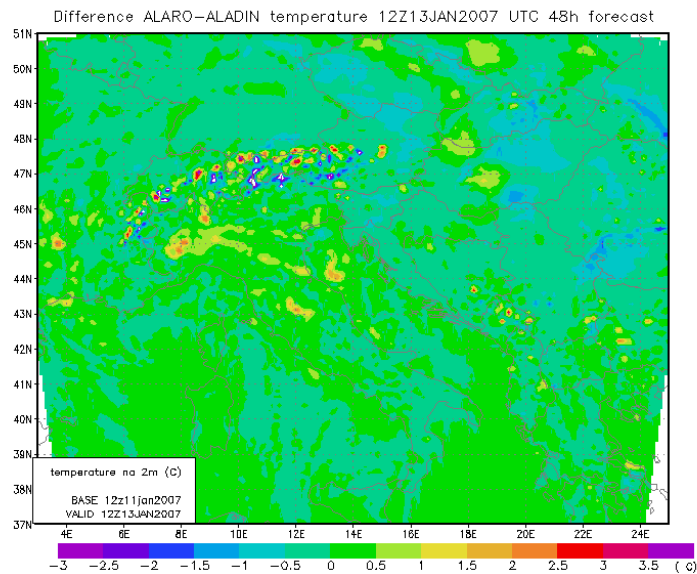 Difference ALARO-ALADIN temperature 12Z13JAN2007 UTC 48h forecast
51N
50N
49N
48N
47N
46N
45N
44N
43N
42N
41N
40N
39N
38N
37N
temperature na 2m (C)
BASE 12z11jan2007
VALID 12Z13JAN2007
4E 6E 8E 10E 12E 14E 16E 18E 20E 22E 24E
-3 -2.5 -2 -1.5 -1 -0.5 0 0.5 1 1.5 2 2.5 3 3.5 ( c)